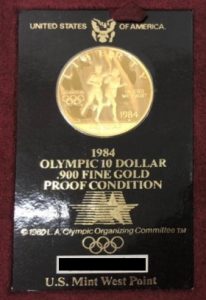 UNITED STATES OF AMERICA.
LIBERTY
1984
1984
OLYMPIC 10 DOLLAR
.900 FINE GOLD
PROOF CONDITION
© 1980 L.A. Olympic Organizing Committee TM
U.S. Mint West Point